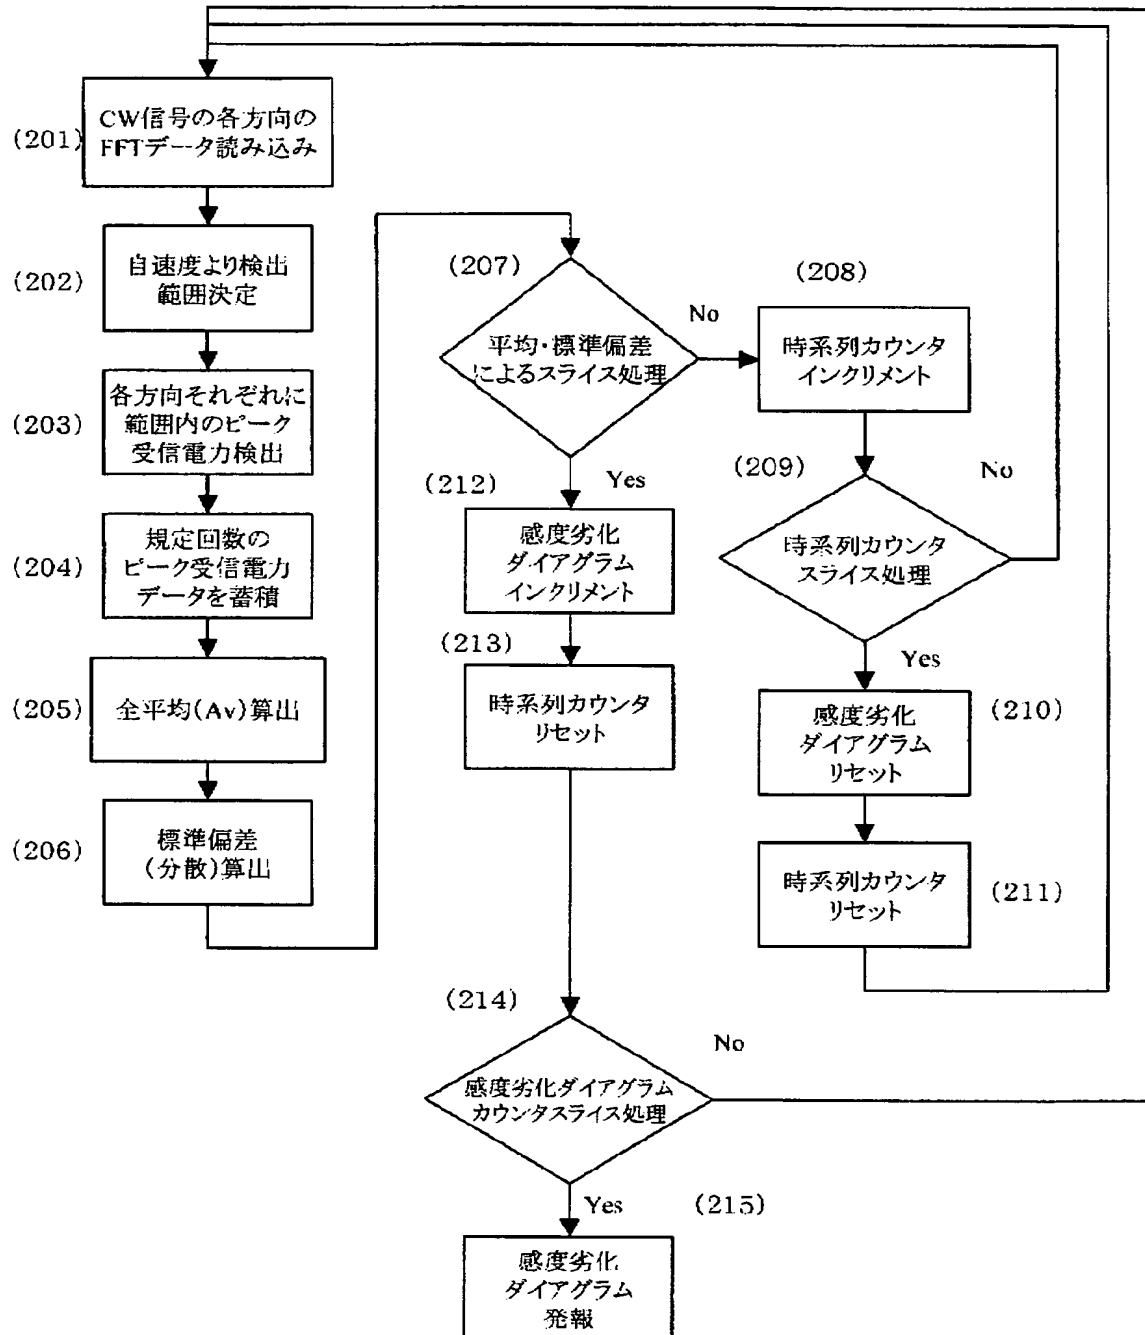 (201)
CW信号の各方向の
FFTデータ読み込み
(202)
自速度より検出
範囲決定
(203)
各方向それぞれに
範囲内のピーク
受信電力検出
(204)
規定回数の
ピーク受信電力
データを蓄積
(205)
全平均(Av)算出
(206)
標準偏差
(分散)算出
(207)
平均・標準偏差
によるスライス処理
No
Yes
(208)
時系列カウンタ
インクリメント
(209)
時系列カウンタ
スライス処理
No
Yes
(210)
感度劣化
ダイアグラム
リセット
(211)
時系列カウンタ
リセット
(212)
感度劣化
ダイアグラム
インクリメント
(213)
時系列カウンタ
リセット
(214)
感度劣化ダイアグラム
カウンタスライス処理
No
Yes
(215)
感度劣化
ダイアグラム
発報